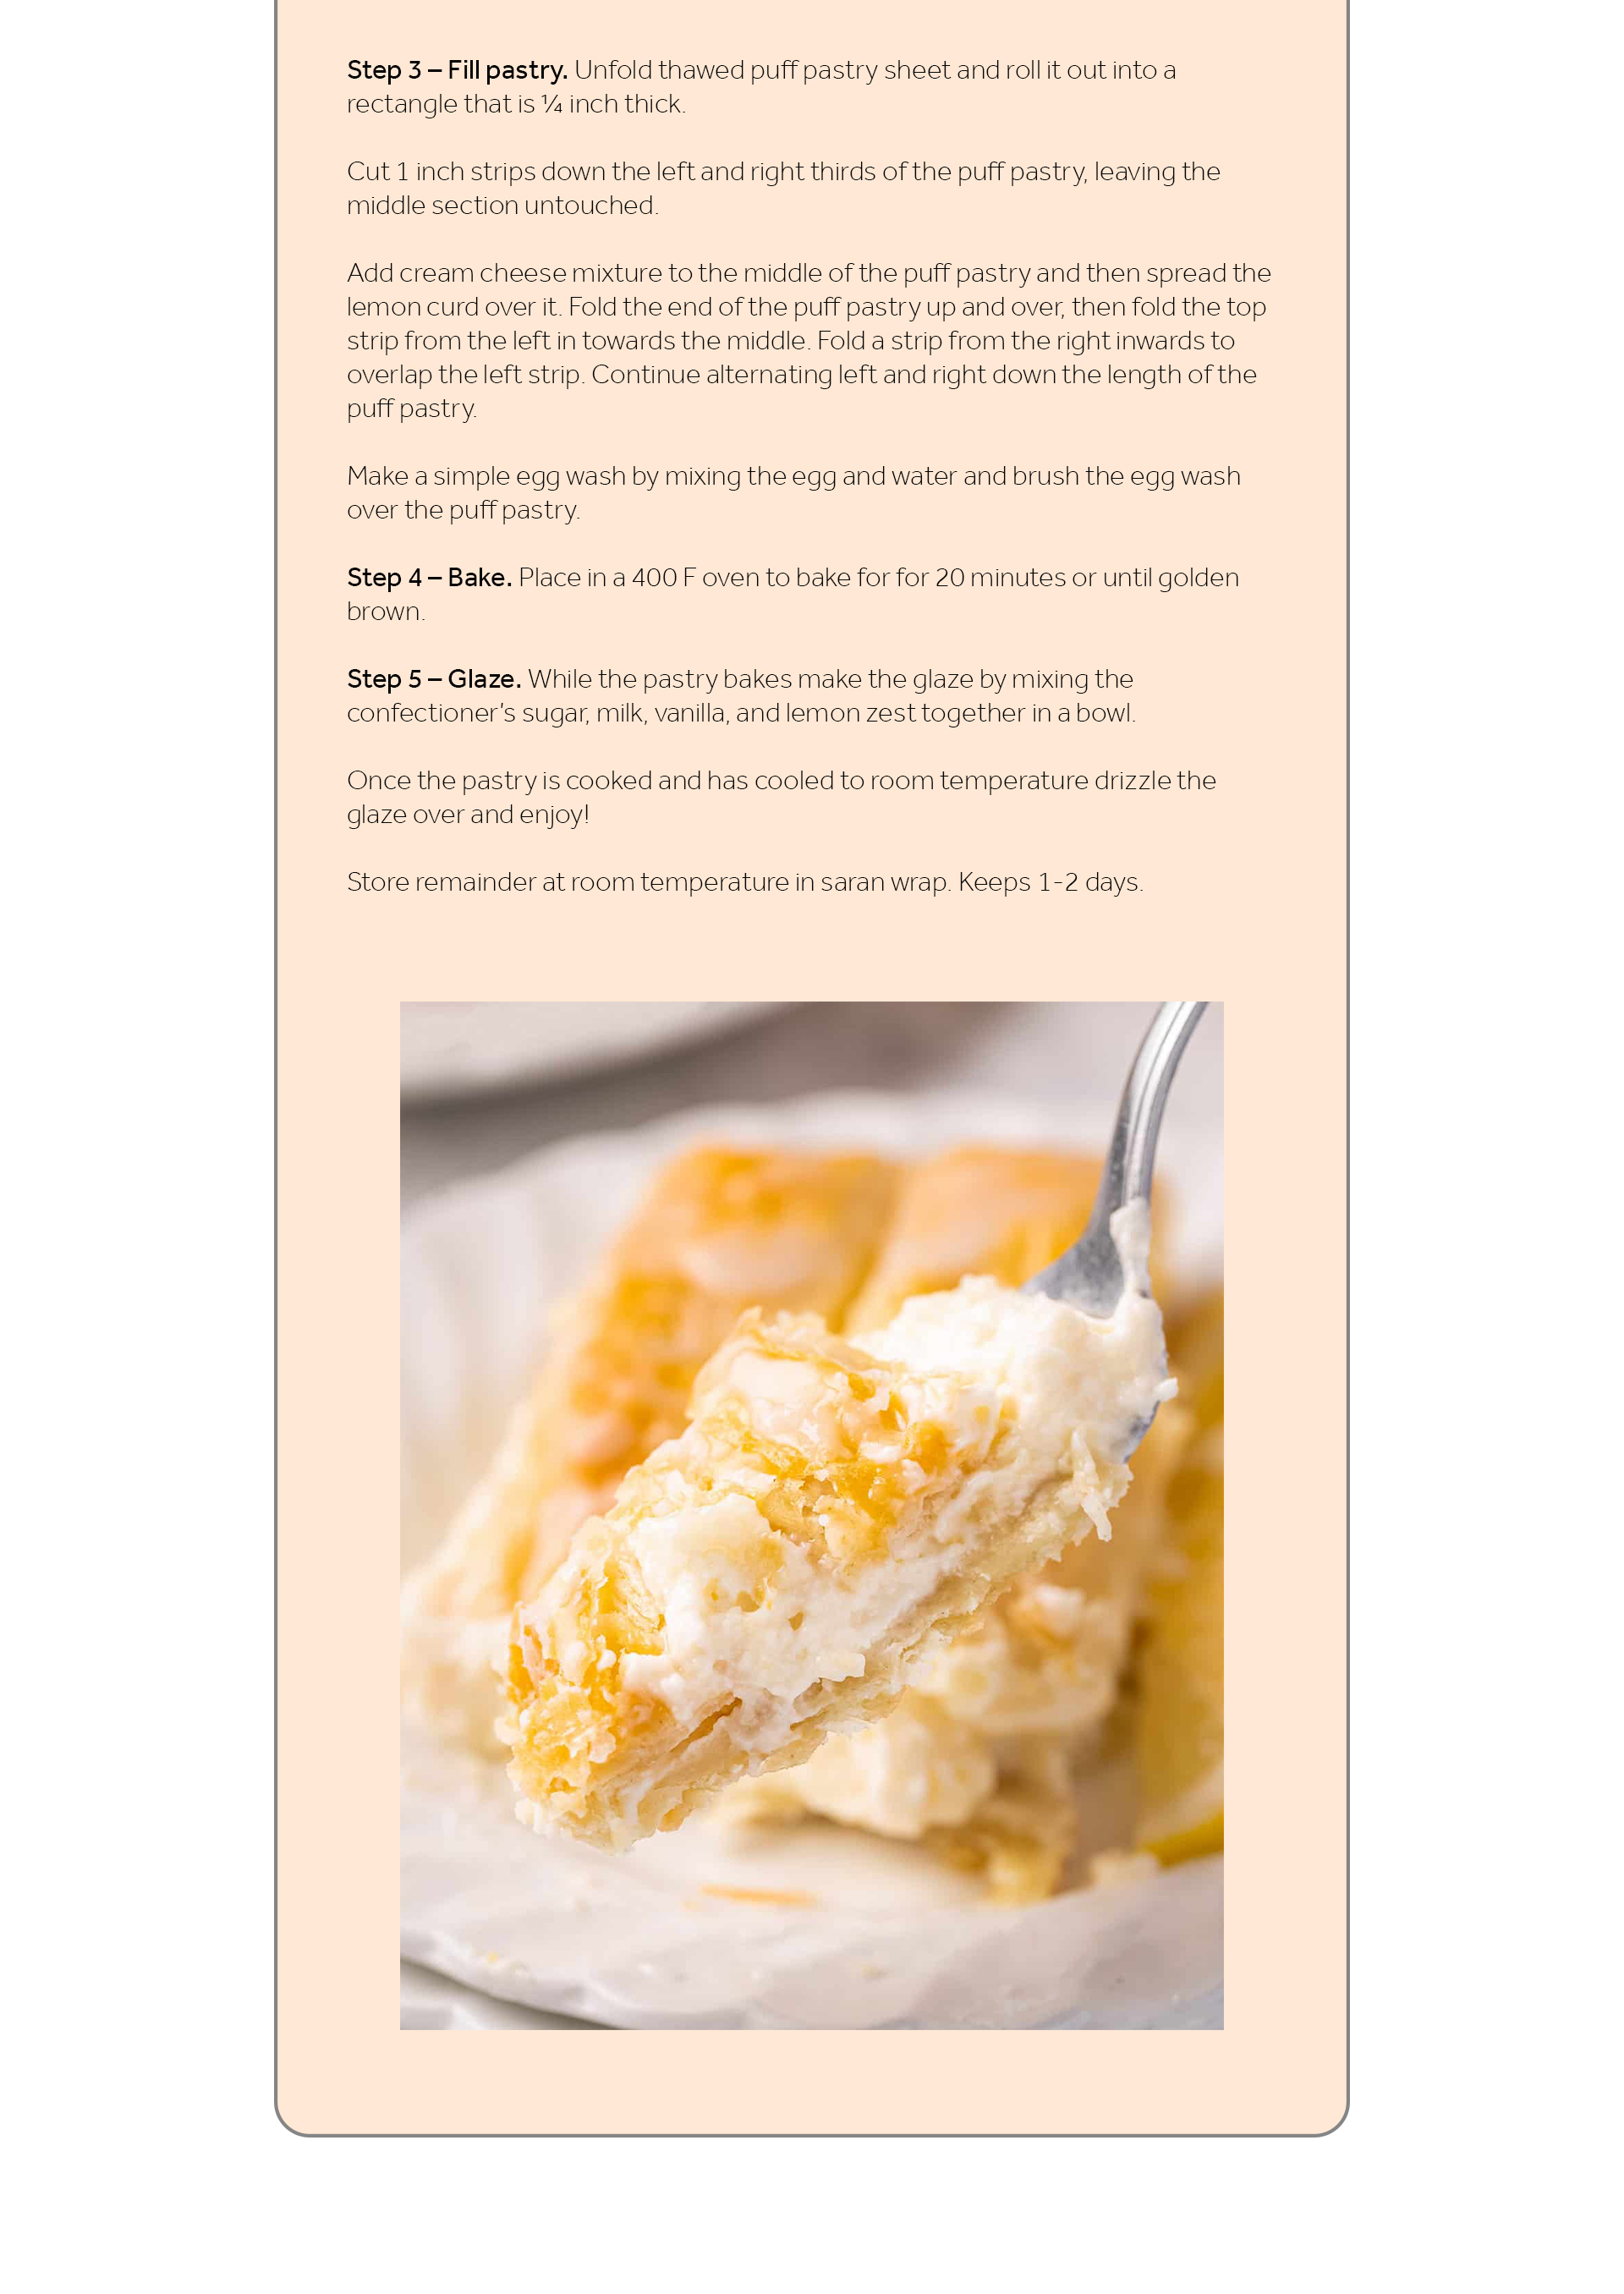 Step 3 – Fill pastry. Unfold thawed puff pastry sheet and roll it out into a
rectangle that is ¼ inch thick.
Cut 1 inch strips down the left and right thirds of the puff pastry, leaving the
middle section untouched.
Add cream cheese mixture to the middle of the puff pastry and then spread the
lemon curd over it. Fold the end of the puff pastry up and over, then fold the top
strip from the left in towards the middle. Fold a strip from the right inwards to
overlap the left strip. Continue alternating left and right down the length of the
puff pastry.
Make a simple egg wash by mixing the egg and water and brush the egg wash
over the puff pastry.
Step 4 – Bake. Place in a 400 F oven to bake for for 20 minutes or until golden
brown.
Step 5 – Glaze. While the pastry bakes make the glaze by mixing the
confectioner’s sugar, milk, vanilla, and lemon zest together in a bowl.
Once the pastry is cooked and has cooled to room temperature drizzle the
glaze over and enjoy!
Store remainder at room temperature in saran wrap. Keeps 1-2 days.